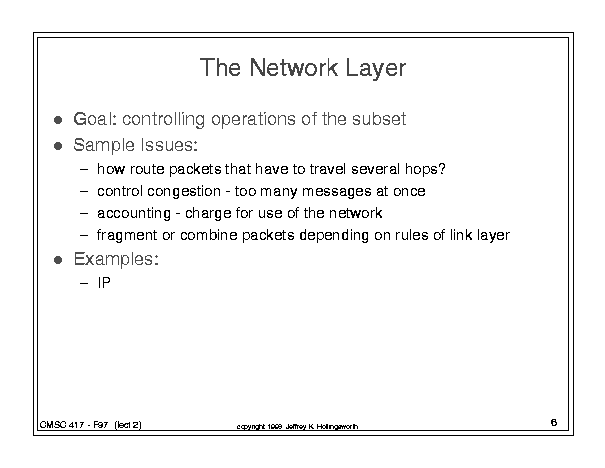 The Network Layer
● Goal: controlling operations of the subset
● Sample Issues:
– how route packets that have to travel several hops?
– control congestion - too many messages at once
– accounting - charge for use of the network
– fragment or combine packets depending on rules of link layer
● Examples:
– IP
CMSC 417 - F97 (lect 2)
copyright 1996 Jeffrey K. Hollingsworth
6